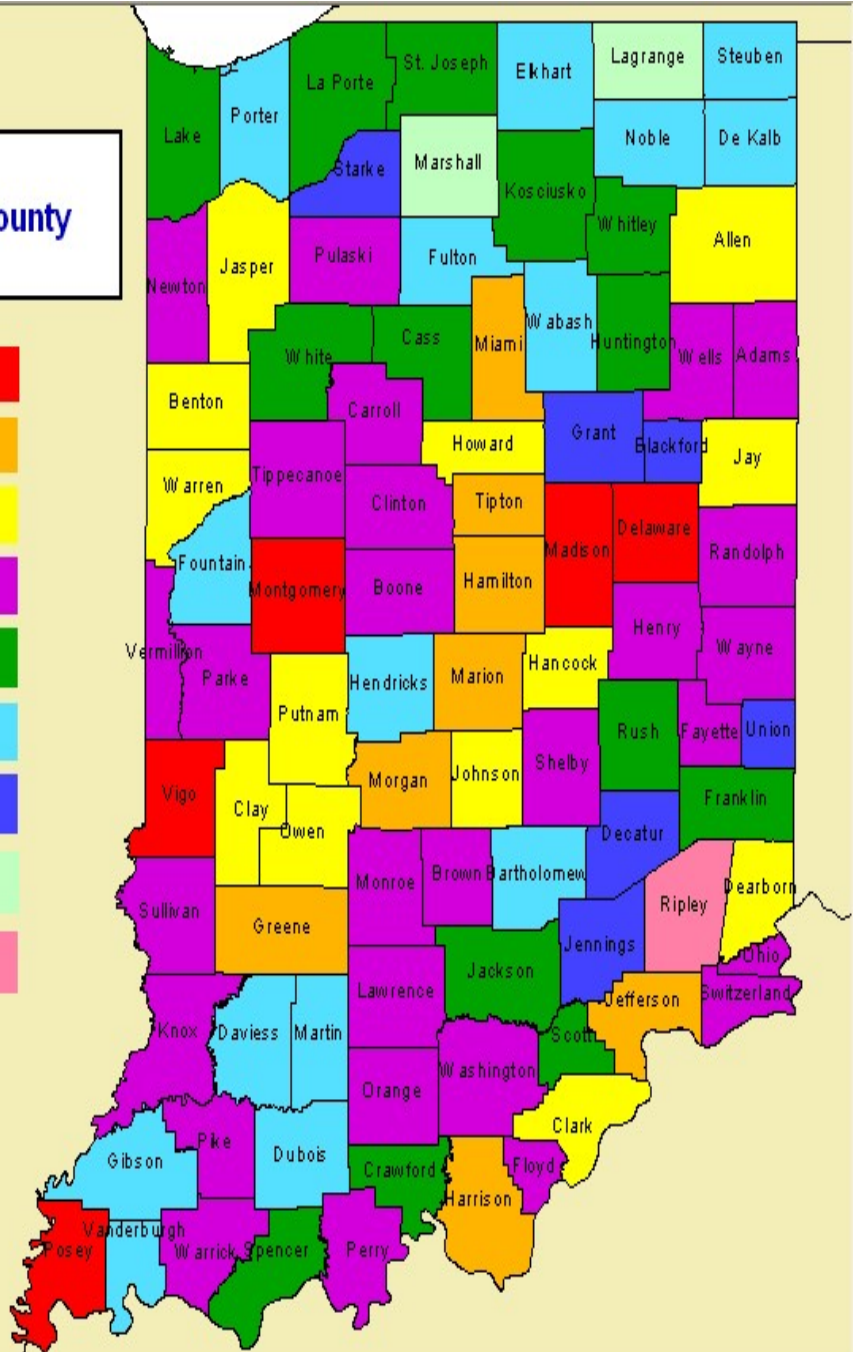 St. Joseph
Elkhart
Lagrange
Steuben
La Porte
Porter
Lake
Noble
De Kalb
Starke
Marshall
Kosciusko
ounty
Whitley
Allen
Newton
Jasper
Pulaski
Fulton
Wabash
Cass
Miami
Huntington
Wells
Adams
White
Benton
Carroll
Howard
Grant
Blackford
Jay
Warren
Tippecanoe
Clinton
Tipton
Delaware
Madison
Randolph
Fountain
Montgomery
Boone
Hamilton
Henry
Wayne
Vermillion
Parke
Hendricks
Marion
Hancock
Putnam
Rush
Fayette
Union
Shelby
Vigo
Morgan
Johnson
Clay
Owen
Franklin
Decatur
Monroe
Brown
Bartholomew
Dearborn
Ripley
Sullivan
Greene
Jennings
Ohio
Jackson
Lawrence
Jefferson
Switzerland
Knox
Daviess
Martin
Scott
Washington
Orange
Clark
Pike
Gibson
Dubois
Crawford
Floyd
Harrison
Vanderburgh
Posey
Warrick
Spencer
Perry